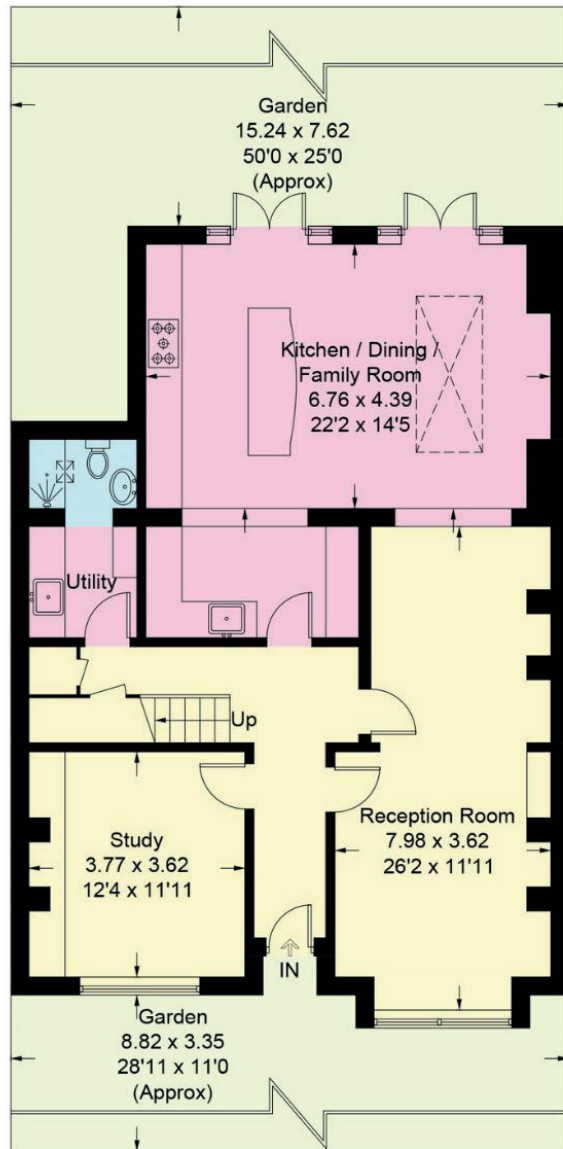 Garden
15.24 x 7.62
50'0 x 25'0
(Approx)
Kitchen / Dining /
Family Room
6.76 x 4.39
22'2 x 14'5
Utility
Up
Reception Room
7.98 x 3.62
26'2 x 11'11
Study
3.77 x 3.62
12'4 x 11'11
IN
Garden
8.82 x 3.35
28'11 x 11'0
(Approx)